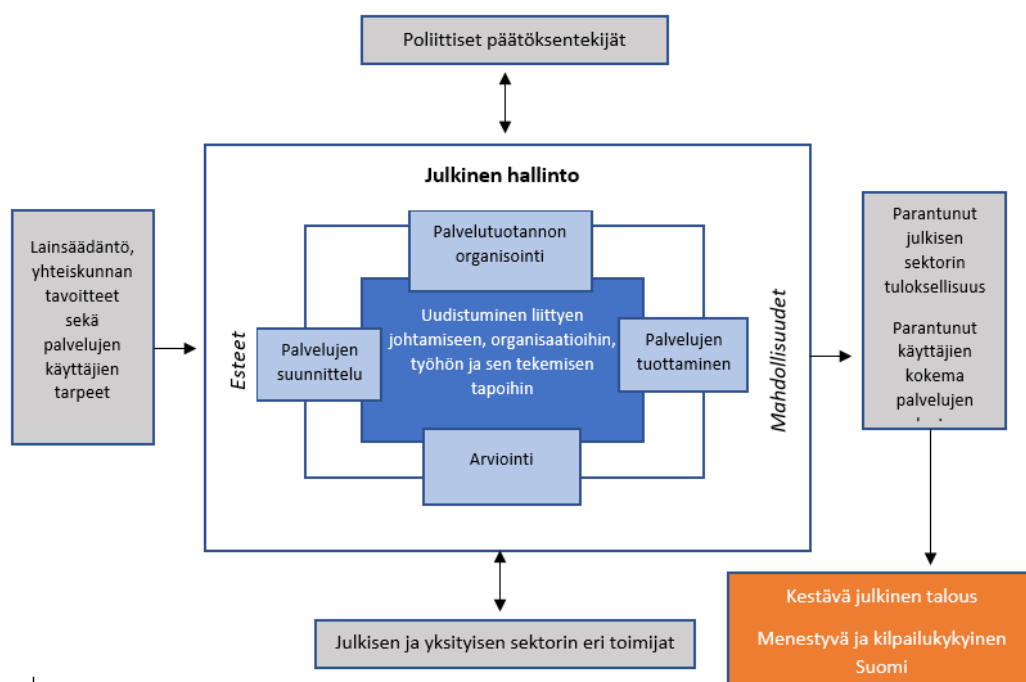 Poliittiset päätöksentekijät
Julkinen hallinto
Lainsäädäntö,
yhteiskunnan
tavoitteet
sekä
palvelujen
käyttäjien
tarpeet
Esteet
Palvelutuotannon
organisointi
Palvelujen
suunnittelu
Uudistuminen liittyen
johtamiseen, organisaatioihin,
työhön ja sen tekemisen
tapoihin
Palvelujen
tuottaminen
Arviointi
Mahdollisuudet
Parantunut
julkisen
sektorin
tuloksellisuus
Parantunut
käyttäjien
kokema
palvelujen
Julkisen ja yksityisen sektorin eri toimijat
Kestävä julkinen talous
Menestyvä ja kilpailukykyinen
Suomi